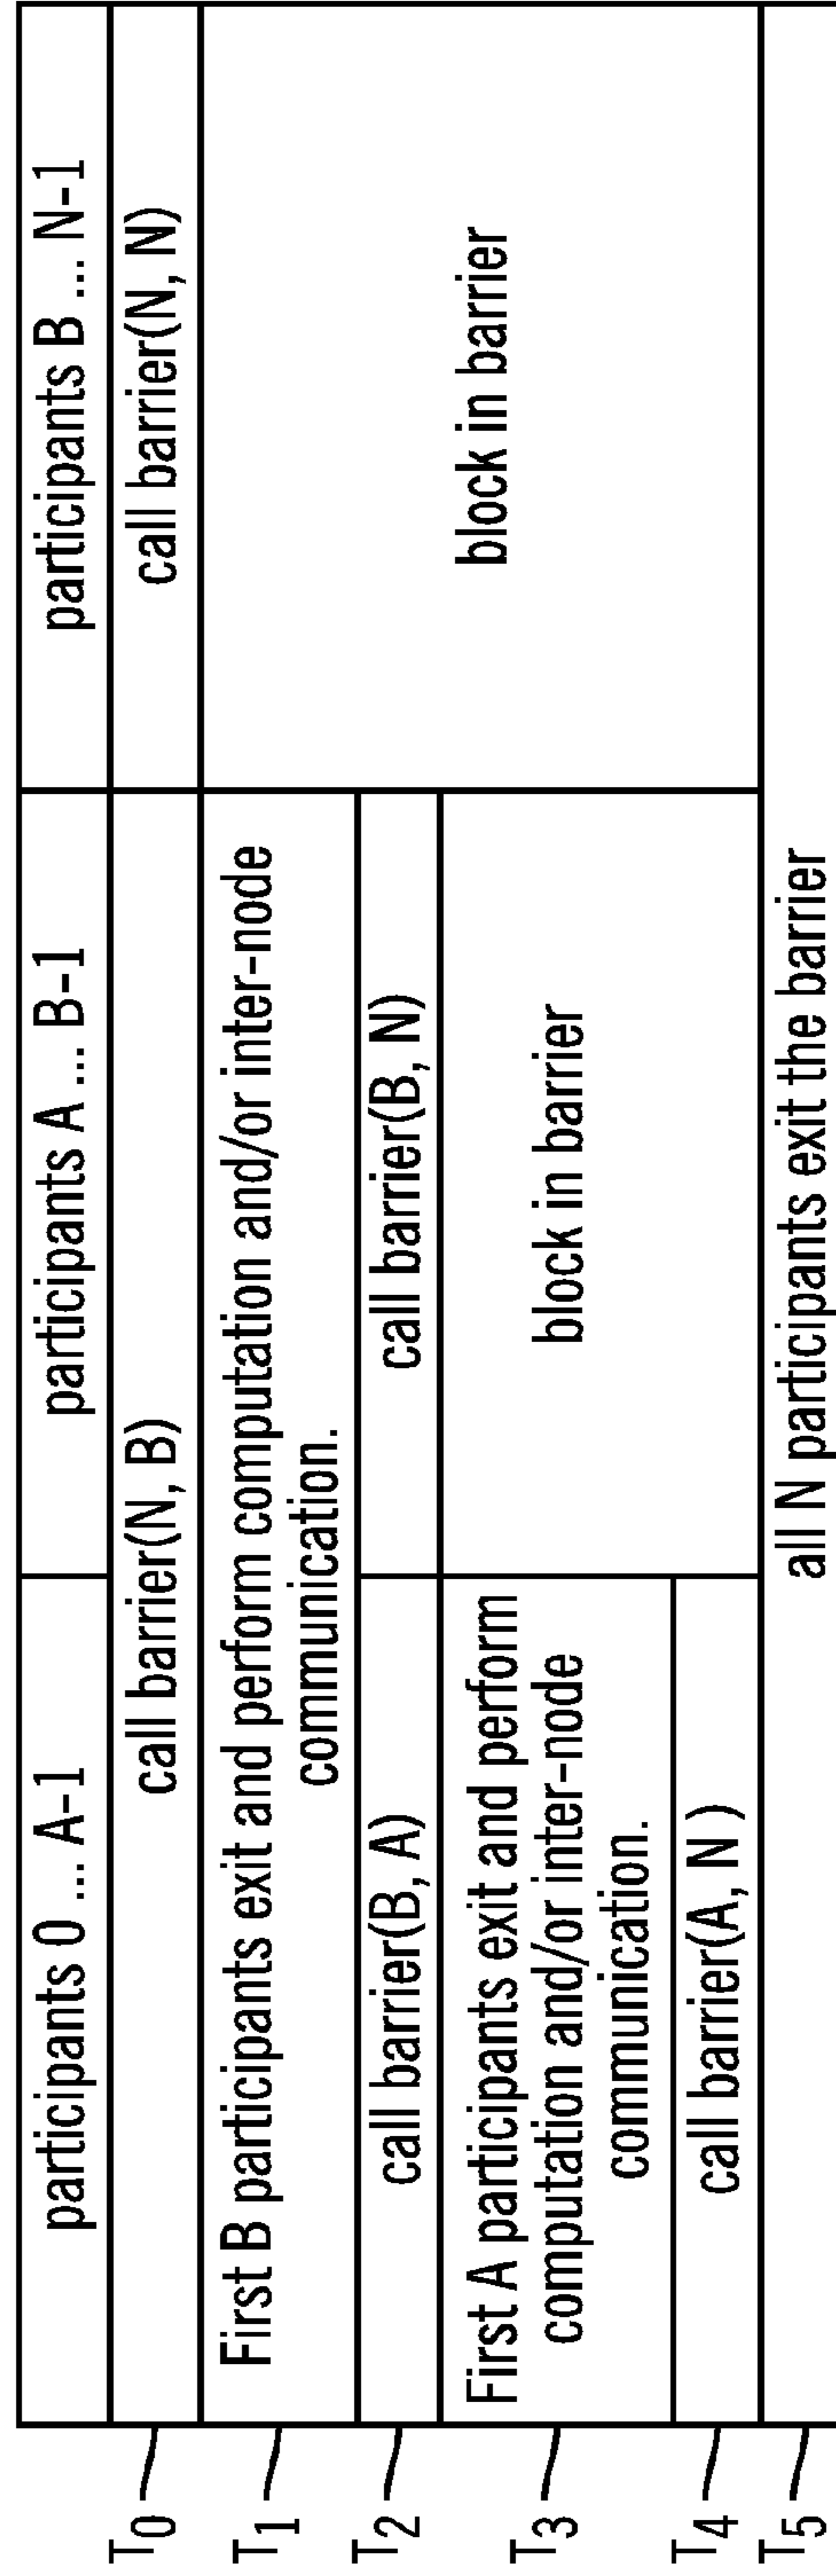 participants 0 ... A-1
participants A ... B-1
participants B ... N-1
T0
call barrier(N, B)
call barrier(N, N)
T1
First B participants exit and perform computation and/or inter-node
communication.
block in barrier
T2
call barrier(B, A)
call barrier(B, N)
T3
First A participants exit and perform
computation and/or inter-node
communication.
block in barrier
T4
call barrier(A, N )
T5
all N participants exit the barrier